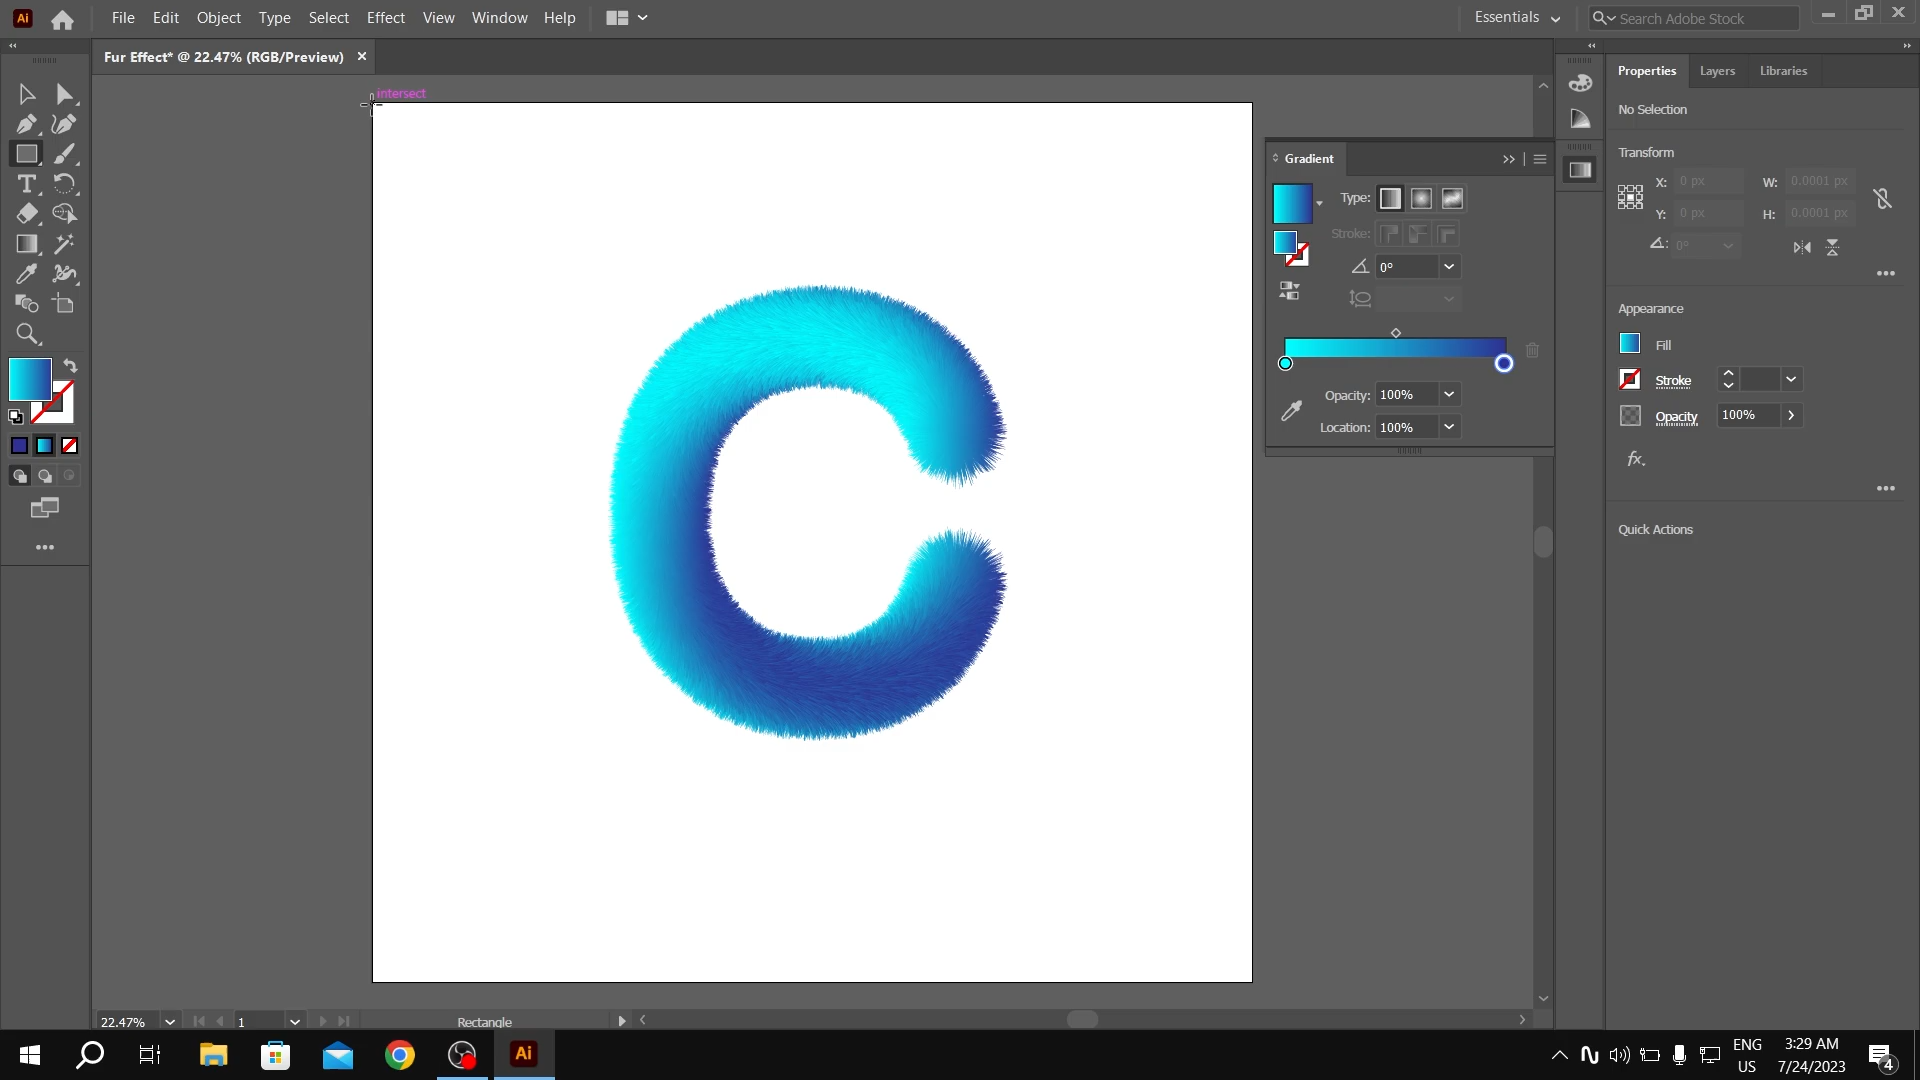 Ai File Edit Object Type Select Effect View Window Help Essentials Search Adobe Stock
Fur Effect* @ 22.47% (RGB/Preview) ×
Properties Layers Libraries
intersect
No Selection
Transform
X: 0 px W: 0.0001 px
Y: 0 px H: 0.0001 px
0°
Appearance
Fill
Stroke
Opacity 100%
fx.
Quick Actions
Gradient
Type:
Stroke:
0°
Opacity: 100%
Location: 100%
T
C
22.47% 1 Rectangle
Ai
ENG
US
3:29 AM
7/24/2023
4